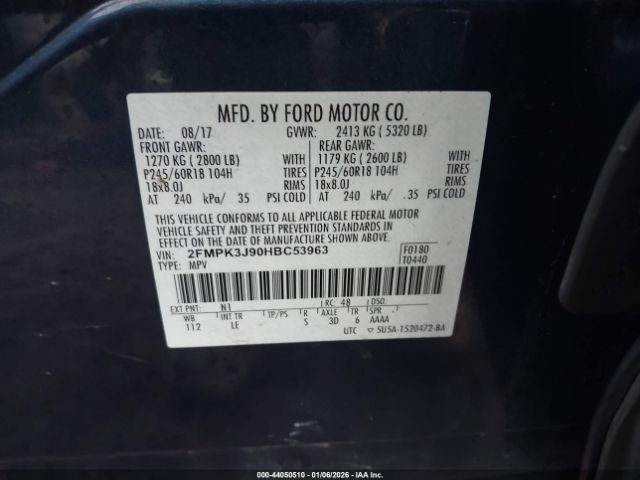 MFD. BY FORD MOTOR CO.
DATE: 08/17 GVWR: 2413 KG ( 5320 LB)
FRONT GAWR: REAR GAWR:
1270 KG ( 2800 LB) WITH 1179 KG ( 2600 LB) WITH
P245/60R18 104H TIRES P245/60R18 104H TIRES
18x8.0J RIMS 18x8.0J RIMS
AT 240 kPa/ 35 PSI COLD AT 240 kPa/ 35 PSI COLD
THIS VEHICLE CONFORMS TO ALL APPLICABLE FEDERAL MOTOR
VEHICLE SAFETY AND BUMPER STANDARDS AND THEFT PREVENTION STANDARDS IN
EFFECT ON THE DATE OF MANUFACTURE SHOWN ABOVE.
VIN: 2FMPK3J90HBC53963 F0180
TYPE: MPV T0440
EXT PNT: N1 RC: 48 DSO:
WB INT TR TP/PS R AXLE TR SPR
112 LE S 3D 6 AAAA
UTC ▽ 5U5A-1520472-BA
000-44050510 | 01/06/2026 - IAAHQ